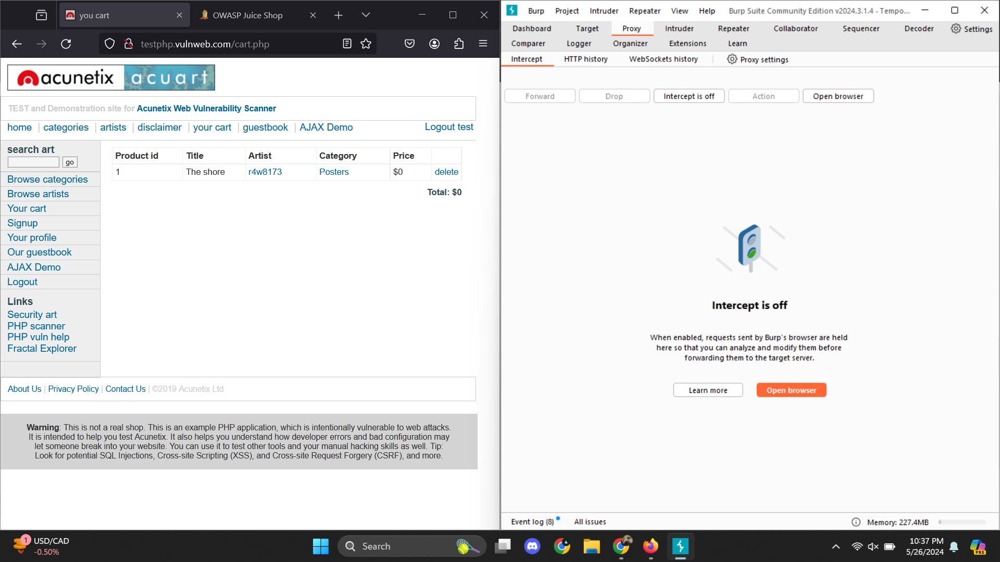 you cart
OWASP Juice Shop
testphp.vulnweb.com/cart.php
acunetix acuart
TEST and Demonstration site for Acunetix Web Vulnerability Scanner
home | categories | artists | disclaimer | your cart | guestbook | AJAX Demo
Logout test
search art
go
Browse categories
Browse artists
Your cart
Signup
Your profile
Our guestbook
AJAX Demo
Logout
Links
Security art
PHP scanner
PHP vuln help
Fractal Explorer
Product id Title Artist Category Price
1 The shore r4w8173 Posters $0 delete
Total: $0
About Us | Privacy Policy | Contact Us | ©2019 Acunetix Ltd
Warning: This is not a real shop. This is an example PHP application, which is intentionally vulnerable to web attacks.
It is intended to help you test Acunetix. It also helps you understand how developer errors and bad configuration may
let someone break into your website. You can use it to test other tools and your manual hacking skills as well. Tip:
Look for potential SQL Injections, Cross-site Scripting (XSS), and Cross-site Request Forgery (CSRF), and more.
Burp Project Intruder Repeater View Help Burp Suite Community Edition v2024.3.1.4 - Tempo...
Dashboard Target Proxy Intruder Repeater Collaborator Sequencer Decoder Settings
Comparer Logger Organizer Extensions Learn
Intercept HTTP history WebSockets history Proxy settings
Forward Drop Intercept is off Action Open browser
Intercept is off
When enabled, requests sent by Burp's browser are held
here so that you can analyze and modify them before
forwarding them to the target server.
Learn more Open browser
Event log (8) All issues Memory: 227.4MB
1
USD/CAD
-0.50%
Search
10:37 PM
5/26/2024
PRE